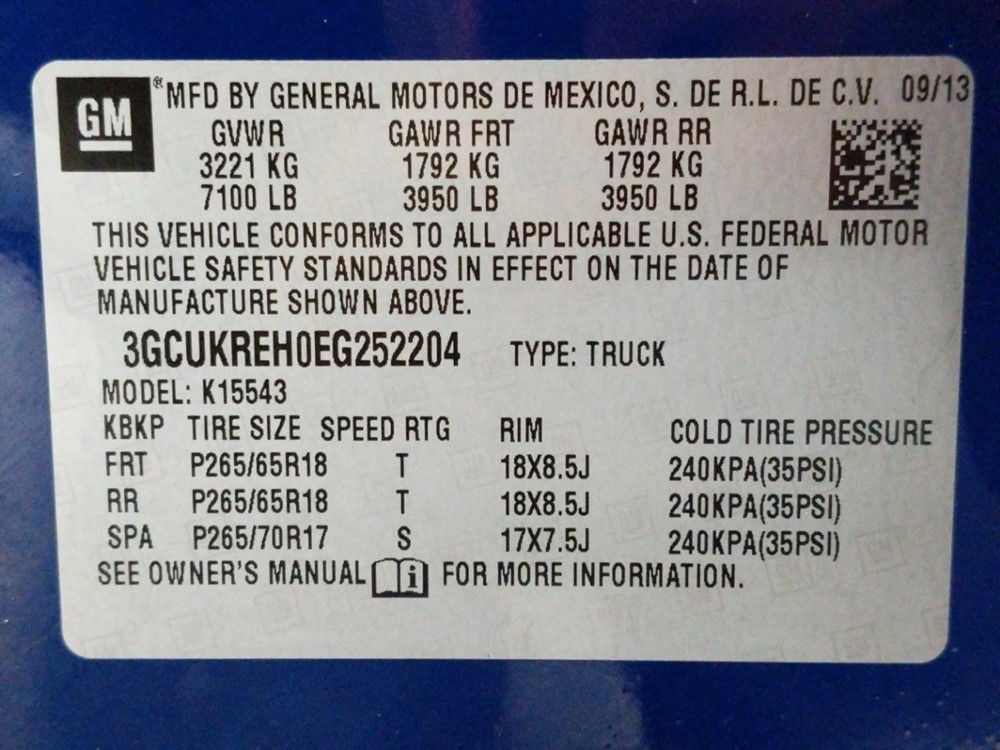 GM ® MFD BY GENERAL MOTORS DE MEXICO, S. DE R.L. DE C.V. 09/13
GVWR GAWR FRT GAWR RR
3221 KG 1792 KG 1792 KG
7100 LB 3950 LB 3950 LB
THIS VEHICLE CONFORMS TO ALL APPLICABLE U.S. FEDERAL MOTOR
VEHICLE SAFETY STANDARDS IN EFFECT ON THE DATE OF
MANUFACTURE SHOWN ABOVE.
3GCUKREH0EG252204 TYPE: TRUCK
MODEL: K15543
KBKP TIRE SIZE SPEED RTG RIM COLD TIRE PRESSURE
FRT P265/65R18 T 18X8.5J 240KPA(35PSI)
RR P265/65R18 T 18X8.5J 240KPA(35PSI)
SPA P265/70R17 S 17X7.5J 240KPA(35PSI)
SEE OWNER'S MANUAL i FOR MORE INFORMATION.